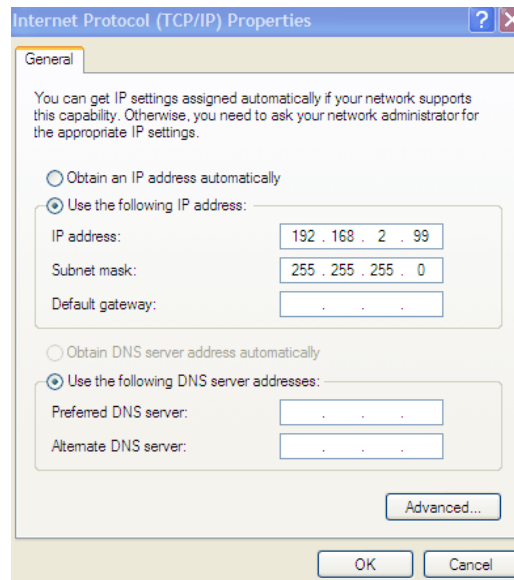 Internet Protocol (TCP/IP) Properties
General
You can get IP settings assigned automatically if your network supports
this capability. Otherwise, you need to ask your network administrator for
the appropriate IP settings.
Obtain an IP address automatically
Use the following IP address:
IP address: 192 . 168 . 2 . 99
Subnet mask: 255 . 255 . 255 . 0
Default gateway: . . .
Obtain DNS server address automatically
Use the following DNS server addresses:
Preferred DNS server: . . .
Alternate DNS server: . . .
Advanced...
OK Cancel